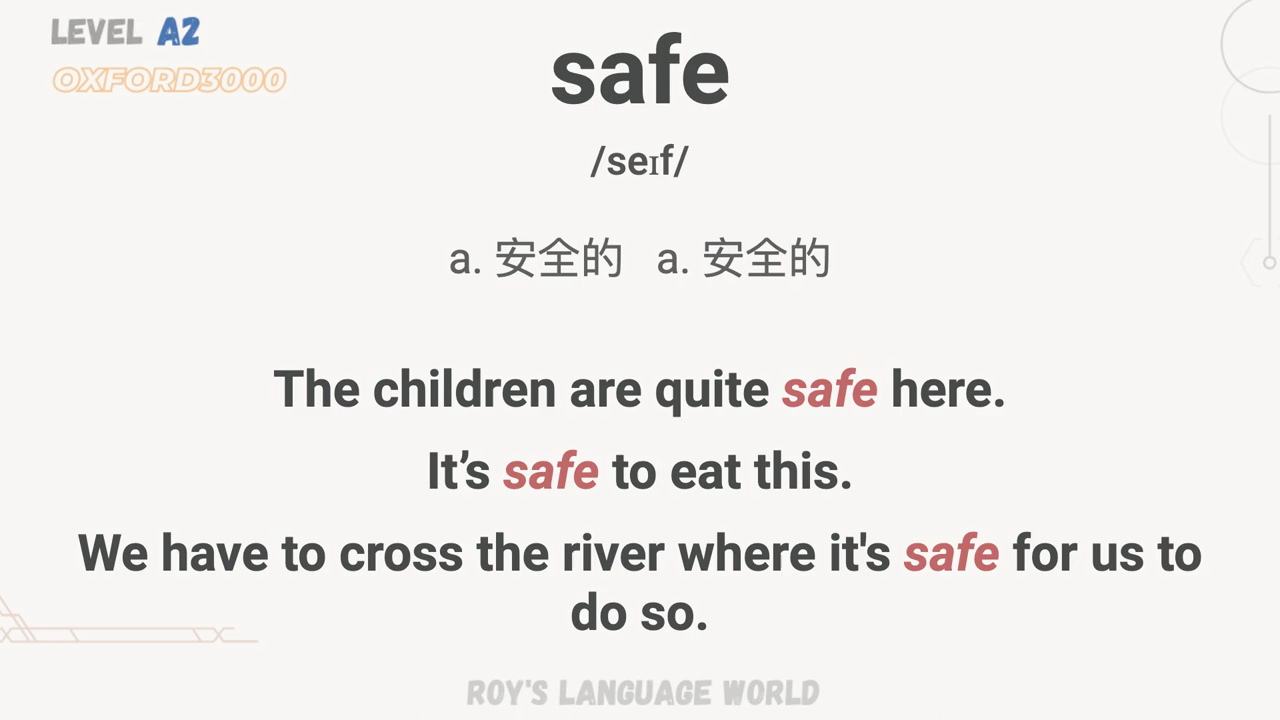 LEVEL A2
OXFORD3000
safe
/seɪf/
a. 安全的 a. 安全的
The children are quite safe here.
It’s safe to eat this.
We have to cross the river where it's safe for us to
do so.
ROY'S LANGUAGE WORLD